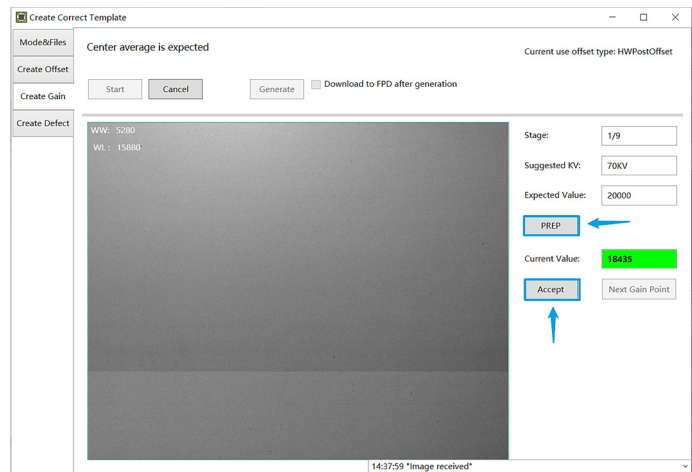 Create Correct Template
Mode&Files
Create Offset
Create Gain
Create Defect
Center average is expected
Current use offset type: HWPostOffset
Start
Cancel
Generate
Download to FPD after generation
WW: 5280
WL : 15880
Stage:
1/9
Suggested KV:
70KV
Expected Value:
20000
PREP
Current Value:
18435
Accept
Next Gain Point
14:37:59 "Image received"